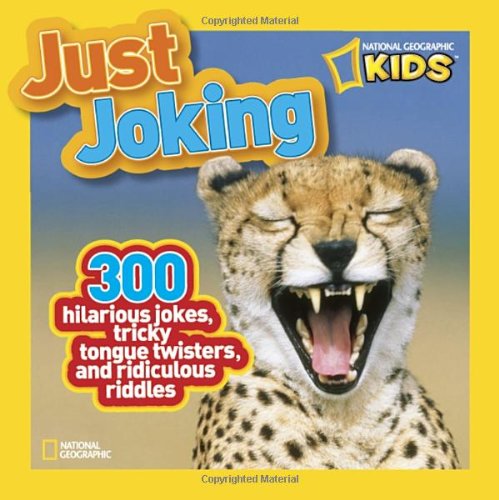 Copyrighted Material
Just
Joking
NATIONAL GEOGRAPHIC
KIDS™
300
hilarious jokes,
tricky
tongue twisters,
and ridiculous
riddles
NATIONAL
GEOGRAPHIC
Copyrighted Material